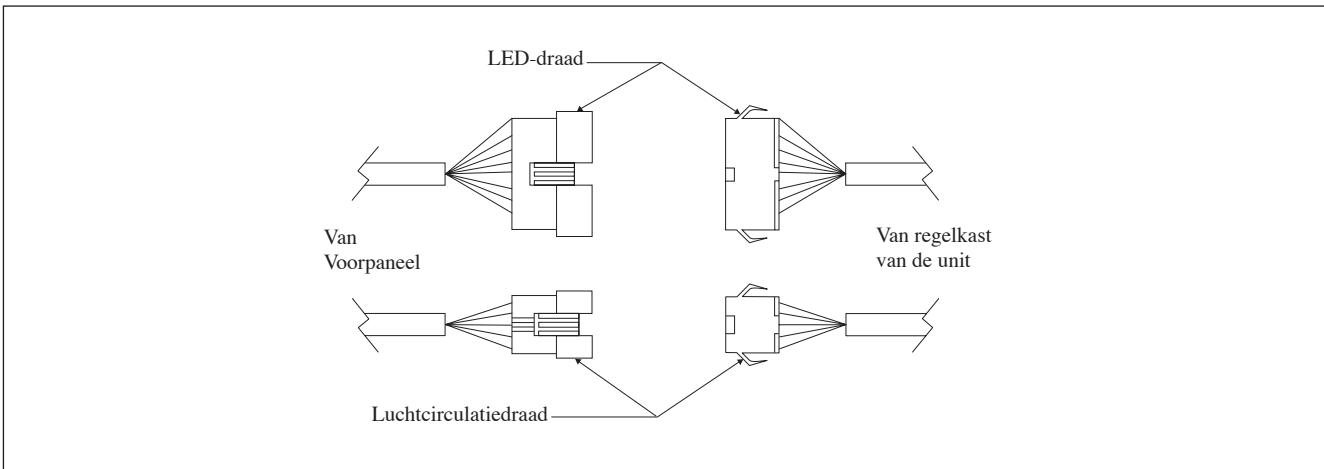 LED-draad
Van
Voorpaneel
Van regelkast
van de unit
Luchtcirculatiedraad